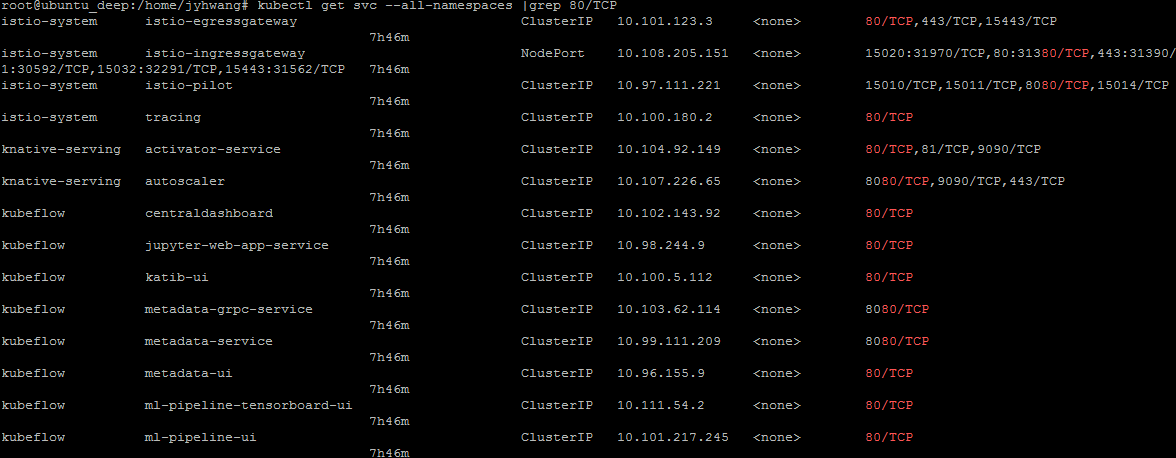 root@ubuntu_deep:/home/jyhwang# kubectl get svc --all-namespaces |grep 80/TCP
istio-system istio-egressgateway ClusterIP 10.101.123.3 <none> 80/TCP,443/TCP,15443/TCP
7h46m
istio-system istio-ingressgateway NodePort 10.108.205.151 <none> 15020:31970/TCP,80:31380/TCP,443:31390/
1:30592/TCP,15032:32291/TCP,15443:31562/TCP 7h46m
istio-system istio-pilot ClusterIP 10.97.111.221 <none> 15010/TCP,15011/TCP,8080/TCP,15014/TCP
7h46m
istio-system tracing ClusterIP 10.100.180.2 <none> 80/TCP
7h46m
knative-serving activator-service ClusterIP 10.104.92.149 <none> 80/TCP,81/TCP,9090/TCP
7h46m
knative-serving autoscaler ClusterIP 10.107.226.65 <none> 8080/TCP,9090/TCP,443/TCP
7h46m
kubeflow centraldashboard ClusterIP 10.102.143.92 <none> 80/TCP
7h46m
kubeflow jupyter-web-app-service ClusterIP 10.98.244.9 <none> 80/TCP
7h46m
kubeflow katib-ui ClusterIP 10.100.5.112 <none> 80/TCP
7h46m
kubeflow metadata-grpc-service ClusterIP 10.103.62.114 <none> 8080/TCP
7h46m
kubeflow metadata-service ClusterIP 10.99.111.209 <none> 8080/TCP
7h46m
kubeflow metadata-ui ClusterIP 10.96.155.9 <none> 80/TCP
7h46m
kubeflow ml-pipeline-tensorboard-ui ClusterIP 10.111.54.2 <none> 80/TCP
7h46m
kubeflow ml-pipeline-ui ClusterIP 10.101.217.245 <none> 80/TCP
7h46m